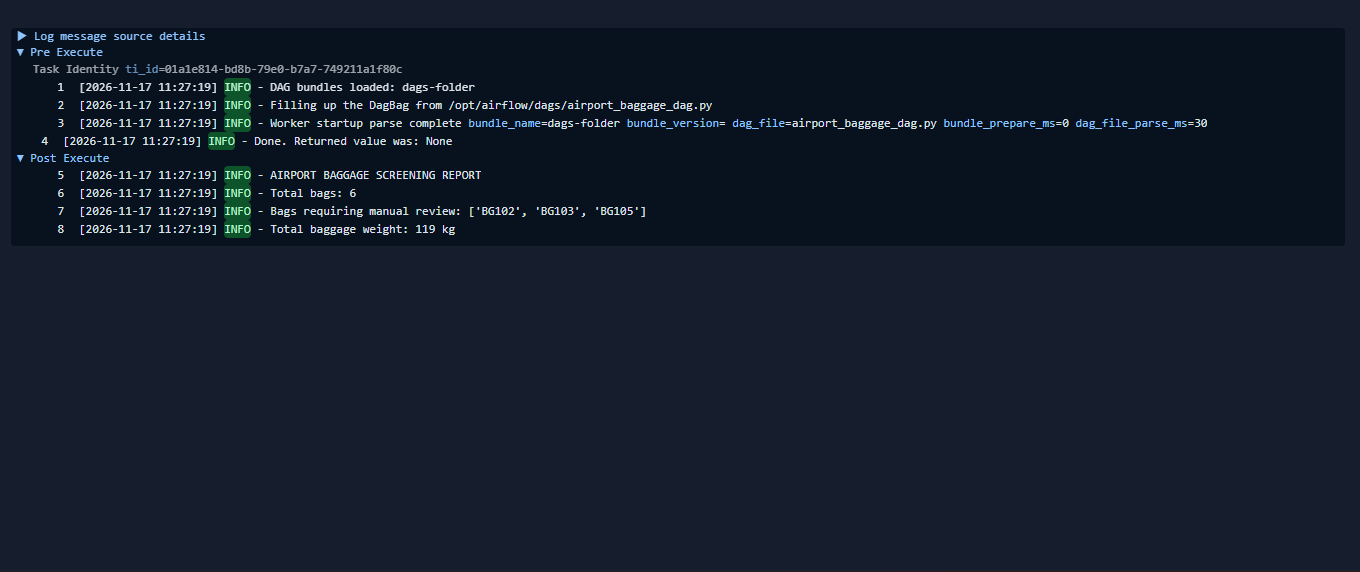 ▶ Log message source details
▼ Pre Execute
Task Identity ti_id=01a1e814-bd8b-79e0-b7a7-749211a1f80c
1 [2026-11-17 11:27:19] INFO - DAG bundles loaded: dags-folder
2 [2026-11-17 11:27:19] INFO - Filling up the DagBag from /opt/airflow/dags/airport_baggage_dag.py
3 [2026-11-17 11:27:19] INFO - Worker startup parse complete bundle_name=dags-folder bundle_version= dag_file=airport_baggage_dag.py bundle_prepare_ms=0 dag_file_parse_ms=30
4 [2026-11-17 11:27:19] INFO - Done. Returned value was: None
▼ Post Execute
5 [2026-11-17 11:27:19] INFO - AIRPORT BAGGAGE SCREENING REPORT
6 [2026-11-17 11:27:19] INFO - Total bags: 6
7 [2026-11-17 11:27:19] INFO - Bags requiring manual review: ['BG102', 'BG103', 'BG105']
8 [2026-11-17 11:27:19] INFO - Total baggage weight: 119 kg